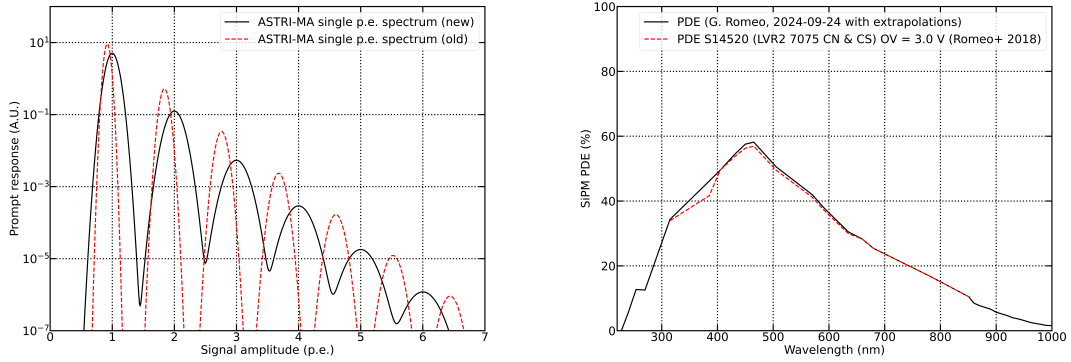 ASTRI-MA single p.e. spectrum (new)
ASTRI-MA single p.e. spectrum (old)
10^1
10^-1
10^-3
10^-5
10^-7
Prompt response (A.U.)
0 1 2 3 4 5 6 7
Signal amplitude (p.e.)
PDE (G. Romeo, 2024-09-24 with extrapolations)
PDE S14520 (LVR2 7075 CN & CS) OV = 3.0 V (Romeo+ 2018)
100
80
60
40
20
0
SiPM PDE (%)
300 400 500 600 700 800 900 1000
Wavelength (nm)